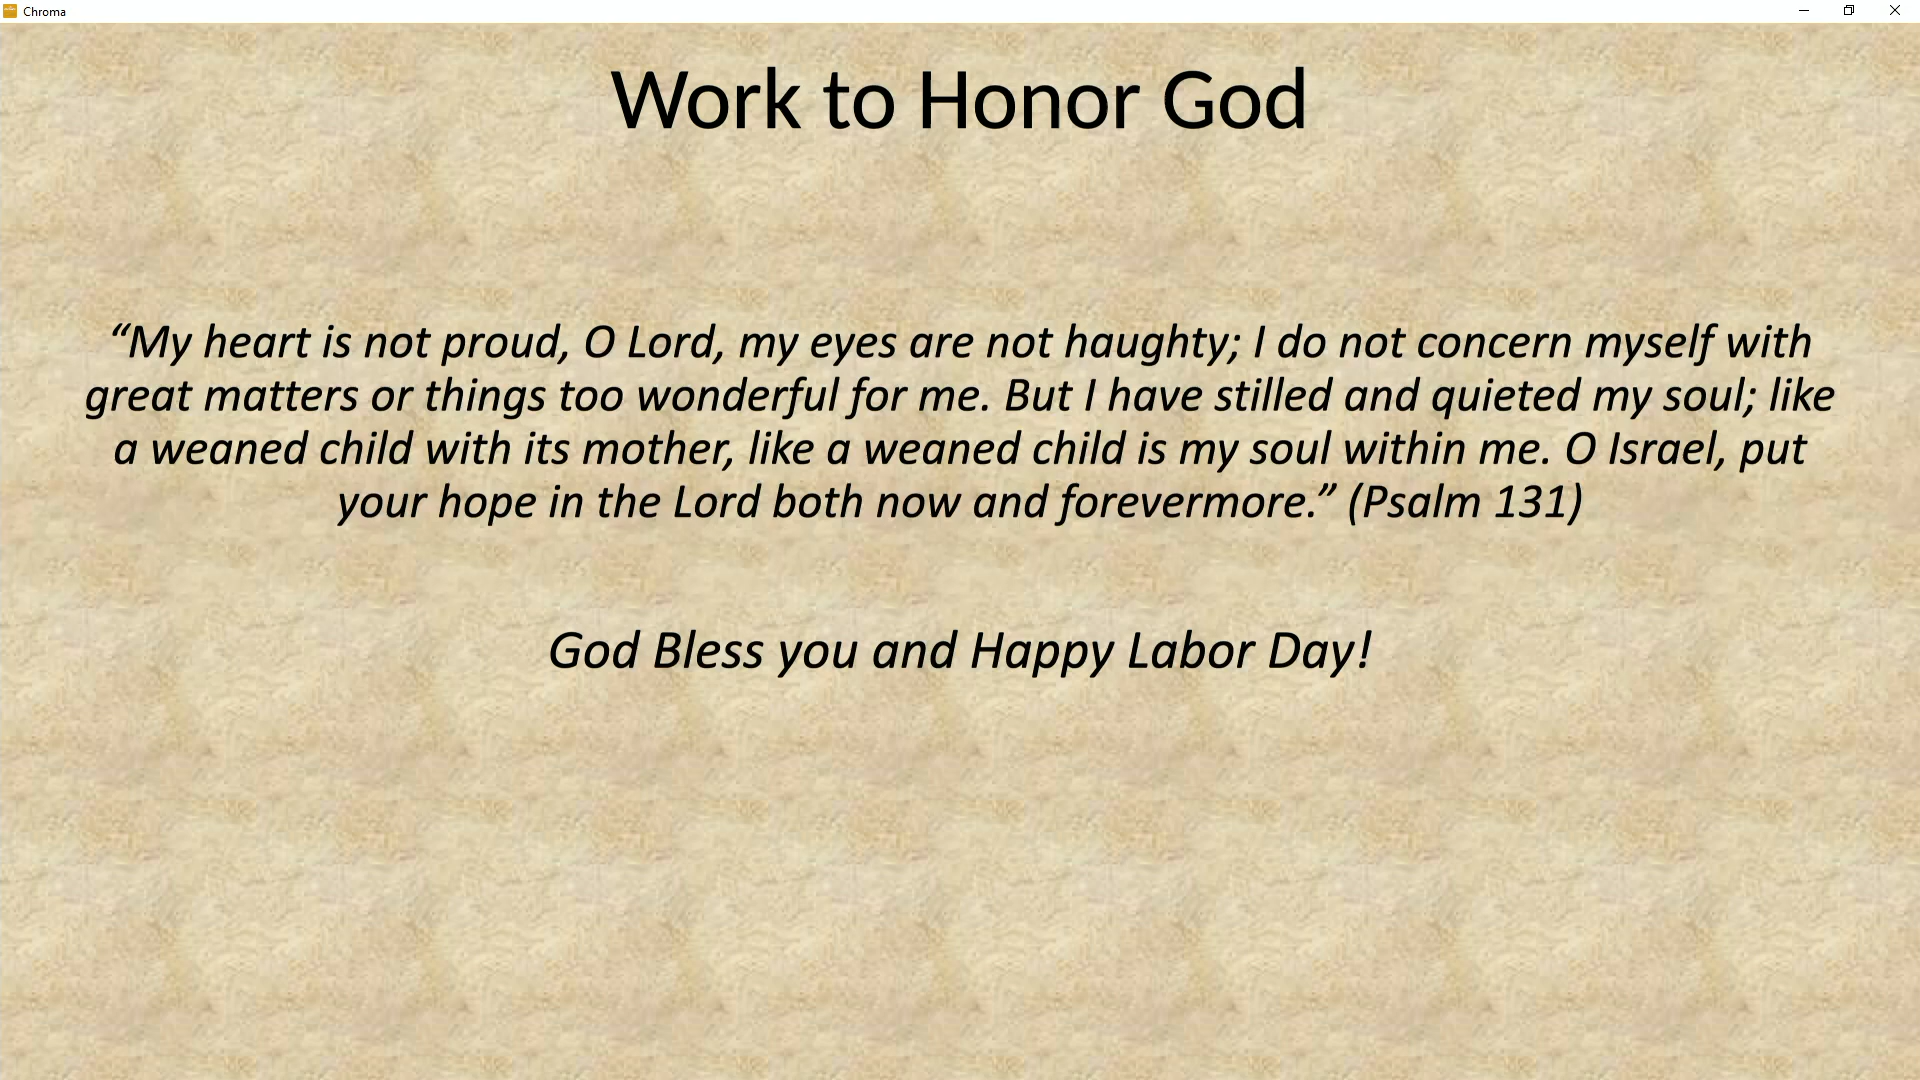 Chroma
Work to Honor God
“My heart is not proud, O Lord, my eyes are not haughty; I do not concern myself with
great matters or things too wonderful for me. But I have stilled and quieted my soul; like
a weaned child with its mother, like a weaned child is my soul within me. O Israel, put
your hope in the Lord both now and forevermore.” (Psalm 131)
God Bless you and Happy Labor Day!